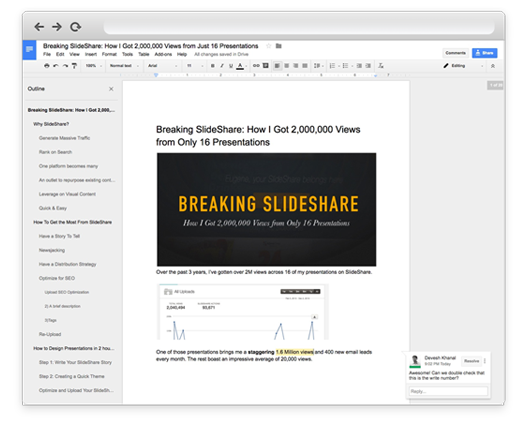 Breaking SlideShare: How I Got 2,000,000 Views from Just 16 Presentations
File Edit View Insert Format Tools Table Add-ons Help All changes saved in Drive
Comments
Share
100% Normal text Arial 11 B I U A Editing
Outline
Breaking SlideShare: How I Got 2,000,...
Why SlideShare?
Generate Massive Traffic
Rank on Search
One platform becomes many
An outlet to repurpose existing cont...
Leverage on Visual Content
Quick & Easy
How To Get the Most From SlideShare
Have a Story To Tell
Newsjacking
Have a Distribution Strategy
Optimize for SEO
Upload SEO Optimization
2) A brief description
3)Tags
Re-Upload
How to Design Presentations in 2 hou...
Step 1: Write Your SlideShare Story
Step 2: Creating a Quick Theme
Optimize and Upload Your SlideSh...
Breaking SlideShare: How I Got 2,000,000 Views
from Only 16 Presentations
BREAKING SLIDESHARE
How I Got 2,000,000 Views from Only 16 Presentations
Over the past 3 years, I've gotten over 2M views across 16 of my presentations on SlideShare.
All Uploads
2,040,494 93,671
One of those presentations brings me a staggering 1.6 Million views and 400 new email leads
every month. The rest boast an impressive average of 20,000 views.
Devesh Khanal
Resolve
Today
Awesome! Can we double check that
this is the write number?
Reply...